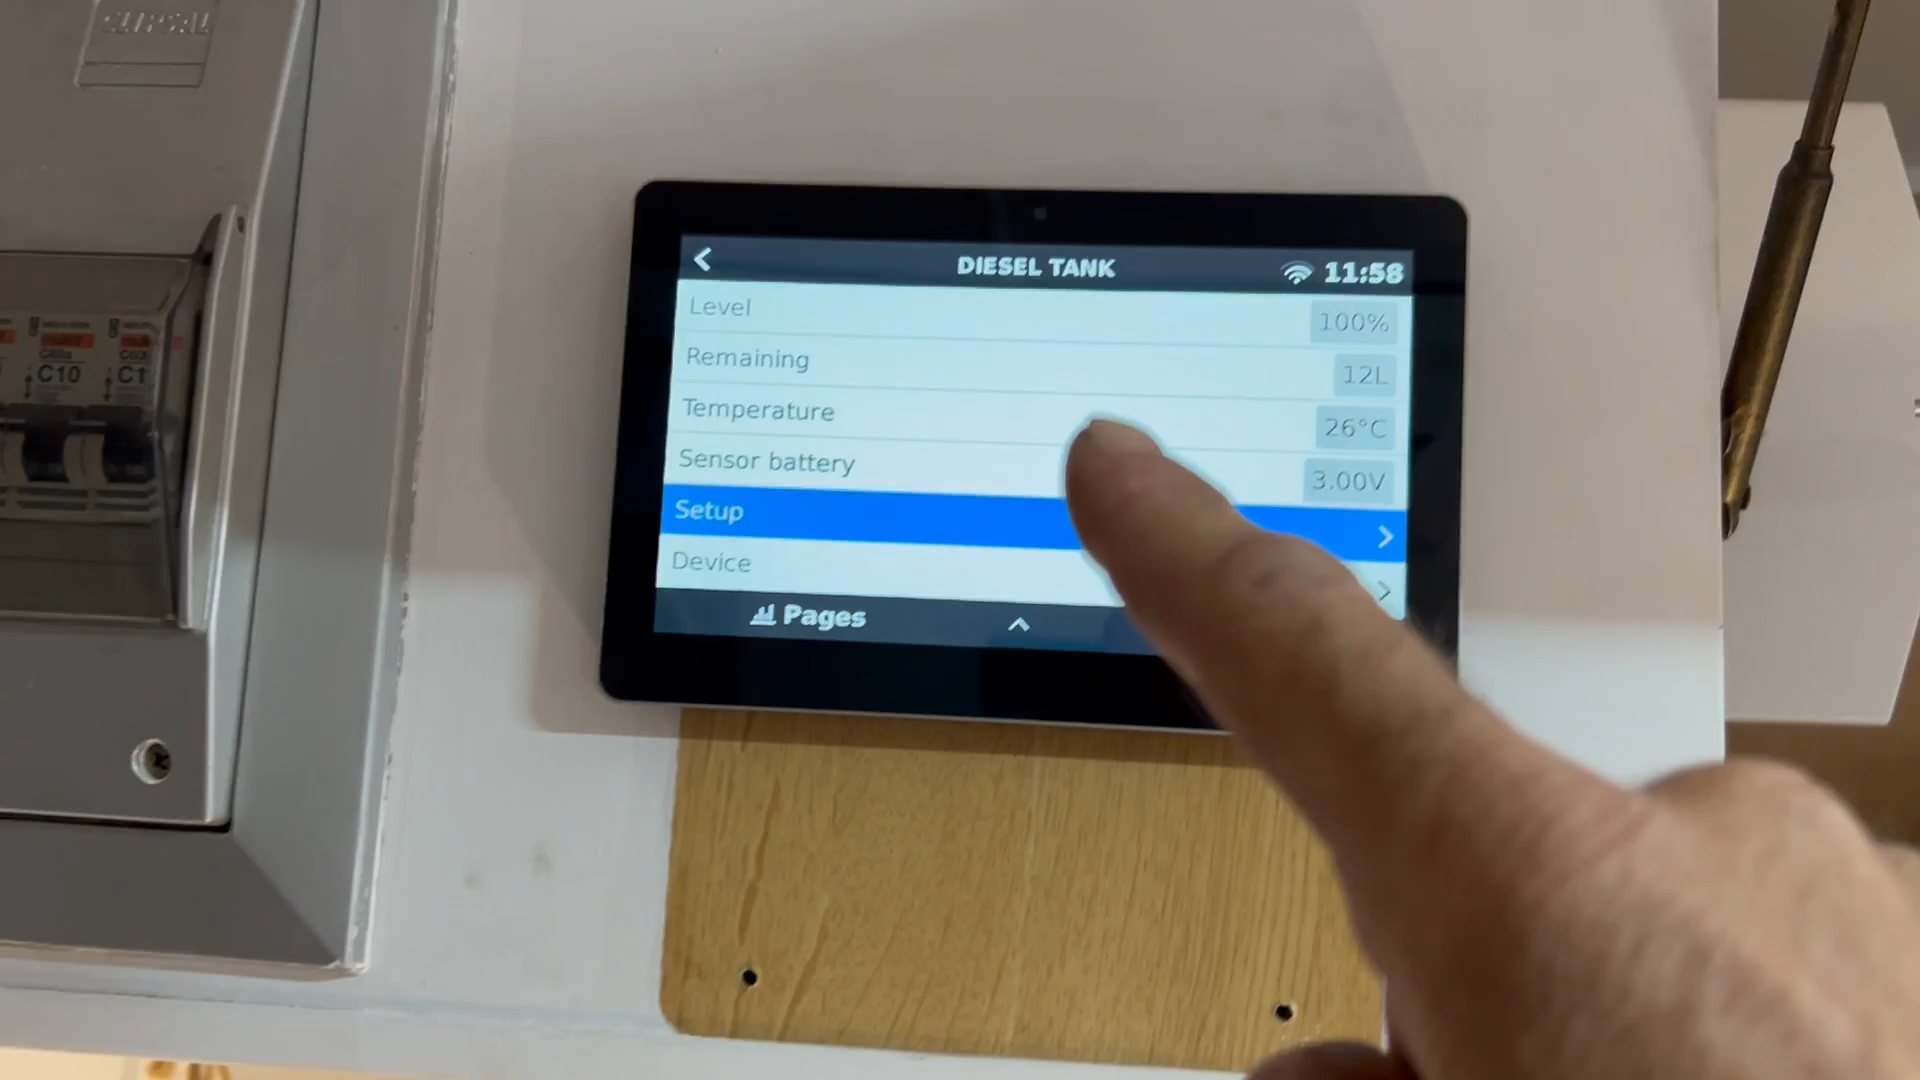 CLIPSAL
DIESEL TANK 11:58
Level 100%
Remaining 12L
Temperature 26°C
Sensor battery 3.00V
Setup
Device
Pages
C10
C1